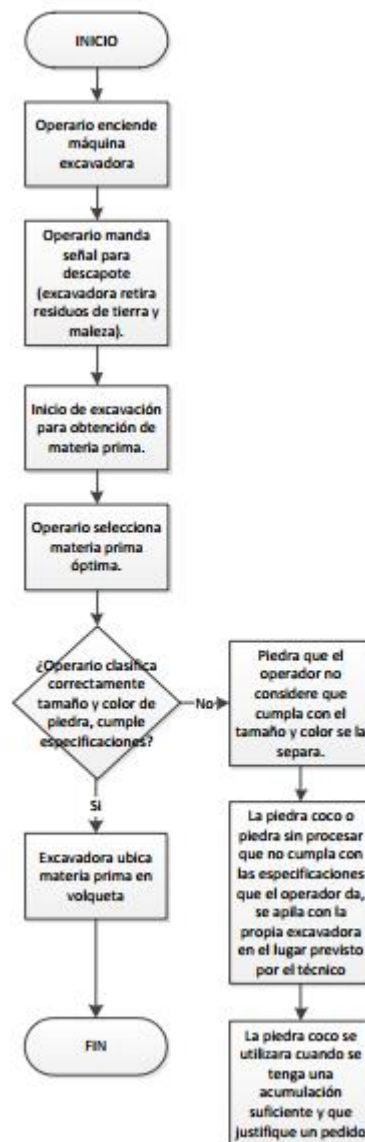 INICIO
Operario enciende
máquina
excavadora
Operario manda
señal para
descapote
(excavadora retira
residuos de tierra y
maleza).
Inicio de excavación
para obtención de
materia prima.
Operario selecciona
materia prima
óptima.
¿Operario clasifica
correctamente
tamaño y color de
piedra, cumple
especificaciones?
No
Piedra que el
operador no
considere que
cumpla con el
tamaño y color se la
separa.
Si
Excavadora ubica
materia prima en
volqueta
La piedra coco o
piedra sin procesar
que no cumpla con
las especificaciones
que el operador da,
se apila con la
propia excavadora
en el lugar previsto
por el técnico
FIN
La piedra coco se
utilizara cuando se
tenga una
acumulación
suficiente y que
justifique un pedido